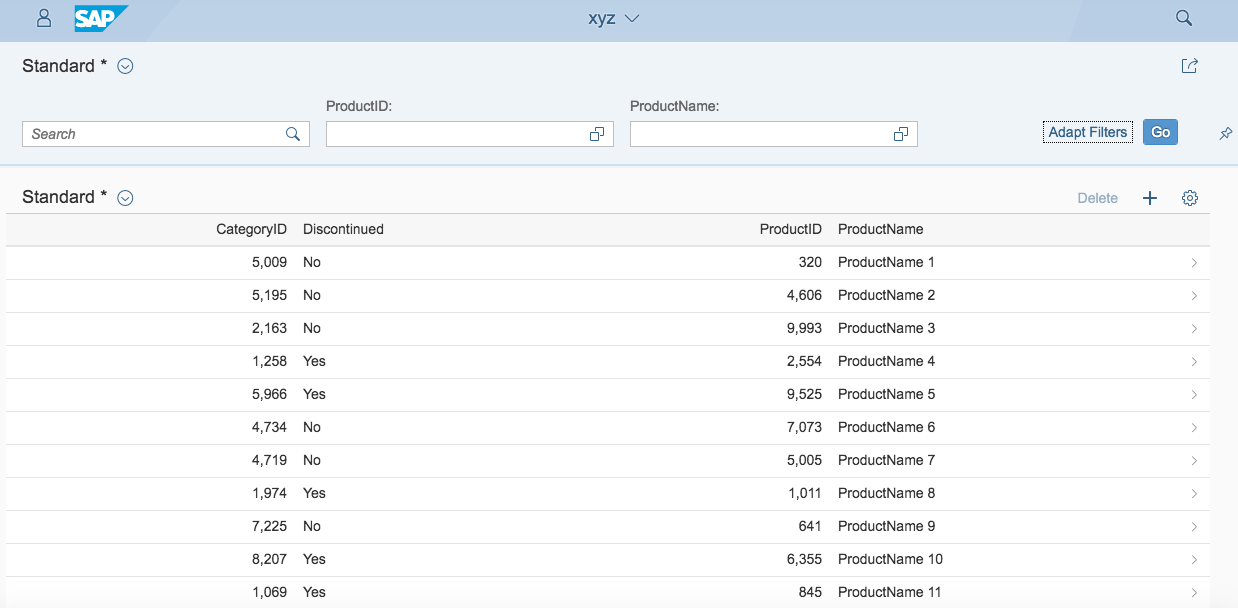 SAP xyz
Standard *
ProductID: ProductName:
Search Adapt Filters Go
Standard * Delete
CategoryID Discontinued ProductID ProductName
5,009 No 320 ProductName 1
5,195 No 4,606 ProductName 2
2,163 No 9,993 ProductName 3
1,258 Yes 2,554 ProductName 4
5,966 Yes 9,525 ProductName 5
4,734 No 7,073 ProductName 6
4,719 No 5,005 ProductName 7
1,974 Yes 1,011 ProductName 8
7,225 No 641 ProductName 9
8,207 Yes 6,355 ProductName 10
1,069 Yes 845 ProductName 11